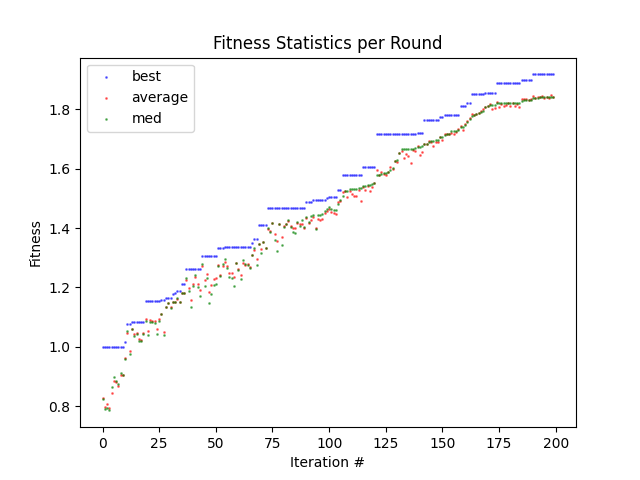 Fitness Statistics per Round
best
average
med
Fitness
1.8
1.6
1.4
1.2
1.0
0.8
0 25 50 75 100 125 150 175 200
Iteration #